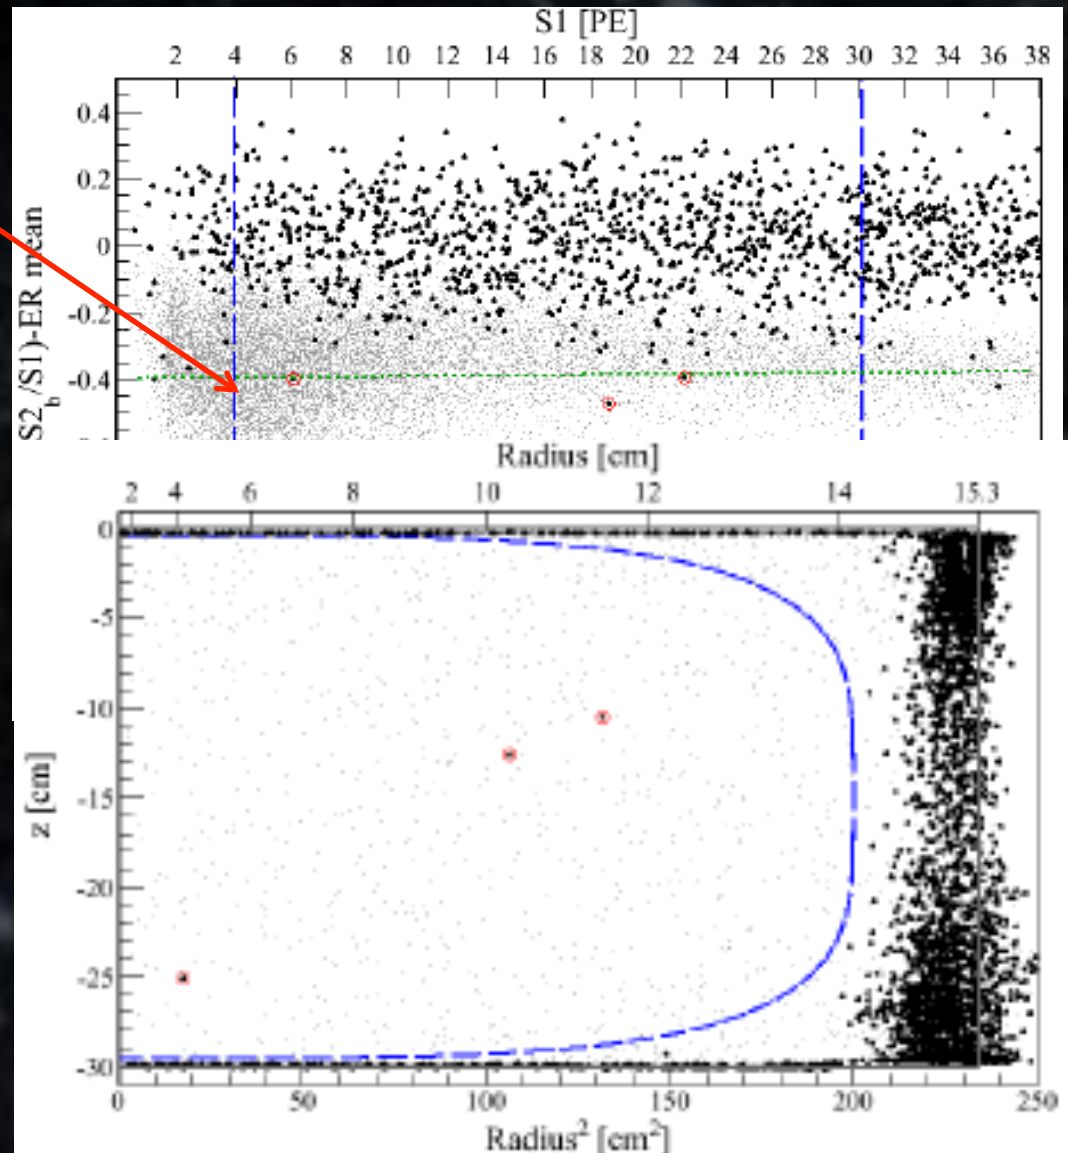 S1 [PE]
2 4 6 8 10 12 14 16 18 20 22 24 26 28 30 32 34 36 38
0.4
0.2
0
-0.2
-0.4
S2b/S1)-ER mean
Radius [cm]
2 4 6 8 10 12 14 15.3
0
-5
-10
-15
-20
-25
-30
z [cm]
0 50 100 150 200 250
Radius² [cm²]